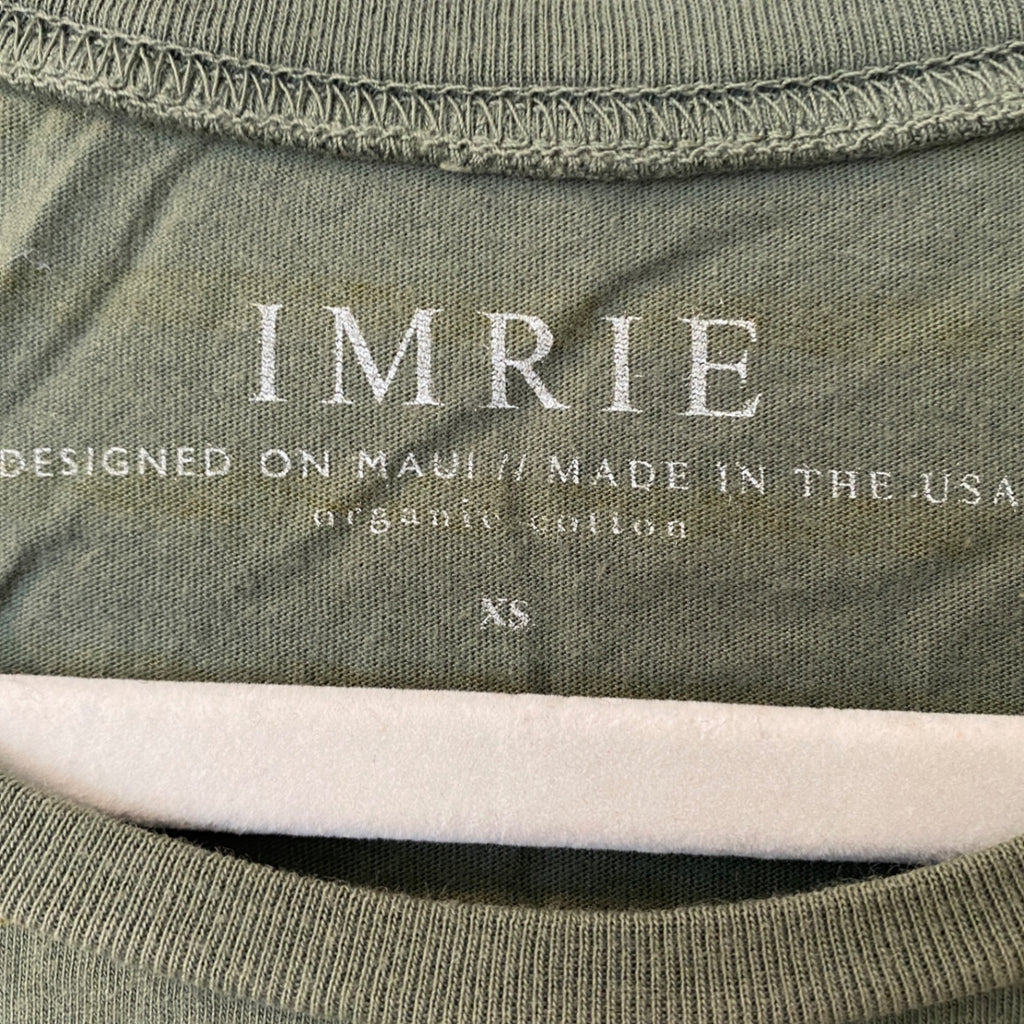 IMRIE
DESIGNED ON MAUI // MADE IN THE USA
organic cotton
XS